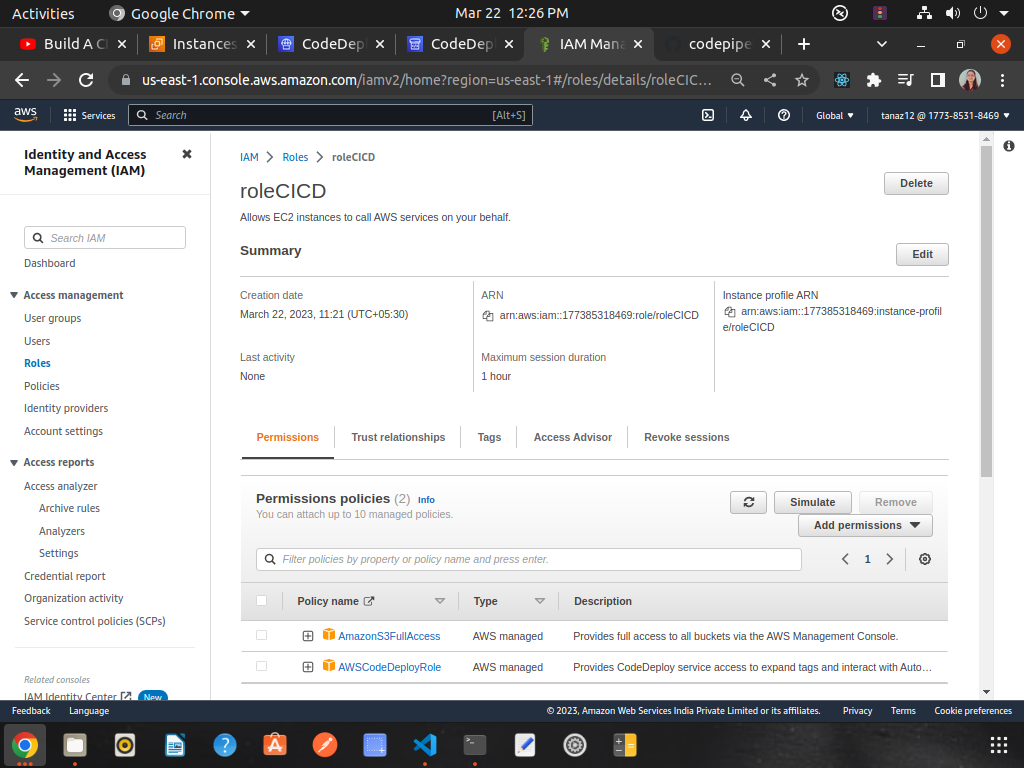 Activities
Google Chrome
Mar 22 12:26 PM
Build A C
Instances
CodeDep
CodeDep
IAM Mana
codepipe
us-east-1.console.aws.amazon.com/iamv2/home?region=us-east-1#/roles/details/roleCIC...
aws
Services
Search
[Alt+S]
Global
tanaz12 @ 1773-8531-8469
Identity and Access
Management (IAM)
Search IAM
Dashboard
Access management
User groups
Users
Roles
Policies
Identity providers
Account settings
Access reports
Access analyzer
Archive rules
Analyzers
Settings
Credential report
Organization activity
Service control policies (SCPs)
Related consoles
IAM Identity Center
New
IAM > Roles > roleCICD
roleCICD
Delete
Allows EC2 instances to call AWS services on your behalf.
Summary
Edit
Creation date
March 22, 2023, 11:21 (UTC+05:30)
ARN
arn:aws:iam::177385318469:role/roleCICD
Instance profile ARN
arn:aws:iam::177385318469:instance-profil
e/roleCICD
Last activity
None
Maximum session duration
1 hour
Permissions
Trust relationships
Tags
Access Advisor
Revoke sessions
Permissions policies (2) Info
You can attach up to 10 managed policies.
Simulate
Remove
Add permissions
Filter policies by property or policy name and press enter.
1
Policy name
Type
Description
AmazonS3FullAccess
AWS managed
Provides full access to all buckets via the AWS Management Console.
AWSCodeDeployRole
AWS managed
Provides CodeDeploy service access to expand tags and interact with Auto...
Feedback
Language
© 2023, Amazon Web Services India Private Limited or its affiliates.
Privacy
Terms
Cookie preferences